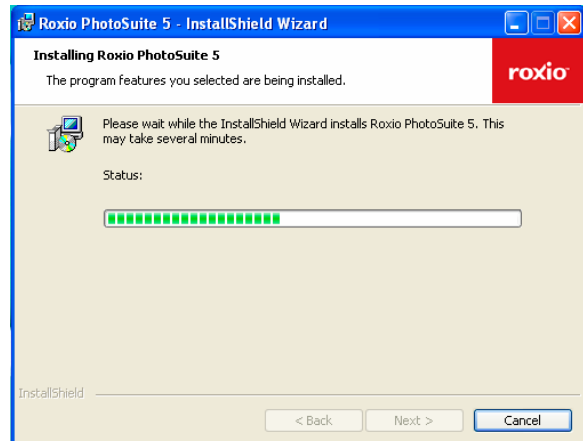 Roxio PhotoSuite 5 - InstallShield Wizard
Installing Roxio PhotoSuite 5
The program features you selected are being installed.
roxio
Please wait while the InstallShield Wizard installs Roxio PhotoSuite 5. This
may take several minutes.
Status:
InstallShield
< Back Next > Cancel